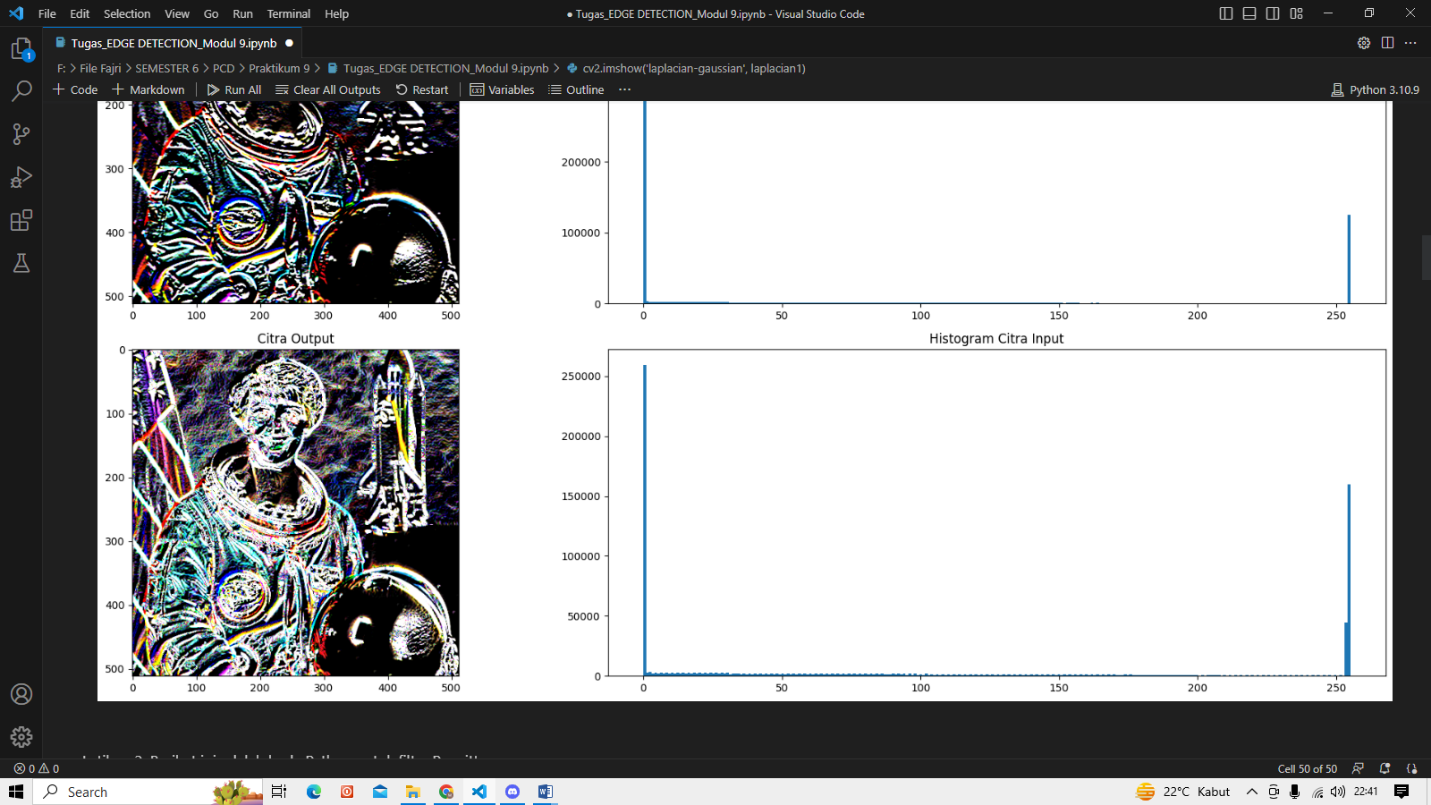 File Edit Selection View Go Run Terminal Help
● Tugas_EDGE DETECTION_Modul 9.ipynb - Visual Studio Code
Tugas_EDGE DETECTION_Modul 9.ipynb ●
1
F: > File Fajri > SEMESTER 6 > PCD > Praktikum 9 > Tugas_EDGE DETECTION_Modul 9.ipynb > cv2.imshow('laplacian-gaussian', laplacian1)
+ Code + Markdown Run All Clear All Outputs Restart Variables Outline ···
Python 3.10.9
200
300
400
500
0 100 200 300 400 500
200000
100000
0
0 50 100 150 200 250
Citra Output
0
100
200
300
400
500
0 100 200 300 400 500
Histogram Citra Input
250000
200000
150000
100000
50000
0
0 50 100 150 200 250
0 0
Cell 50 of 50
Search
22°C Kabut
22:41